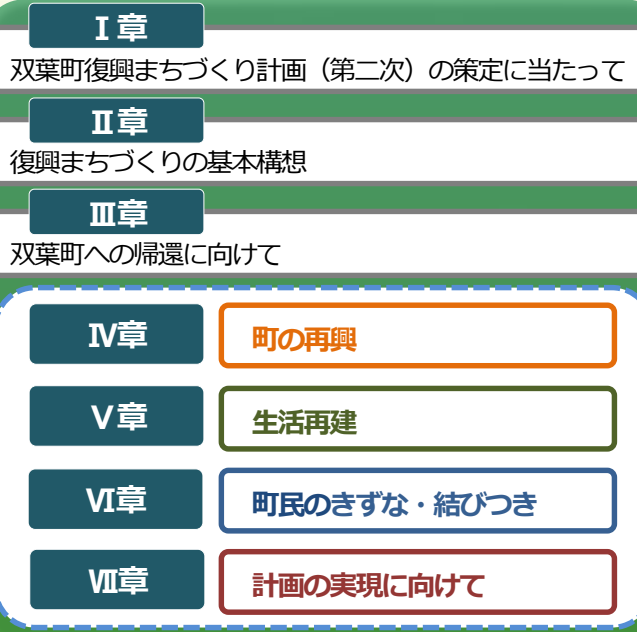 Ⅰ章
双葉町復興まちづくり計画（第二次）の策定に当たって
Ⅱ章
復興まちづくりの基本構想
Ⅲ章
双葉町への帰還に向けて
Ⅳ章
町の再興
Ⅴ章
生活再建
Ⅵ章
町民のきずな・結びつき
Ⅶ章
計画の実現に向けて